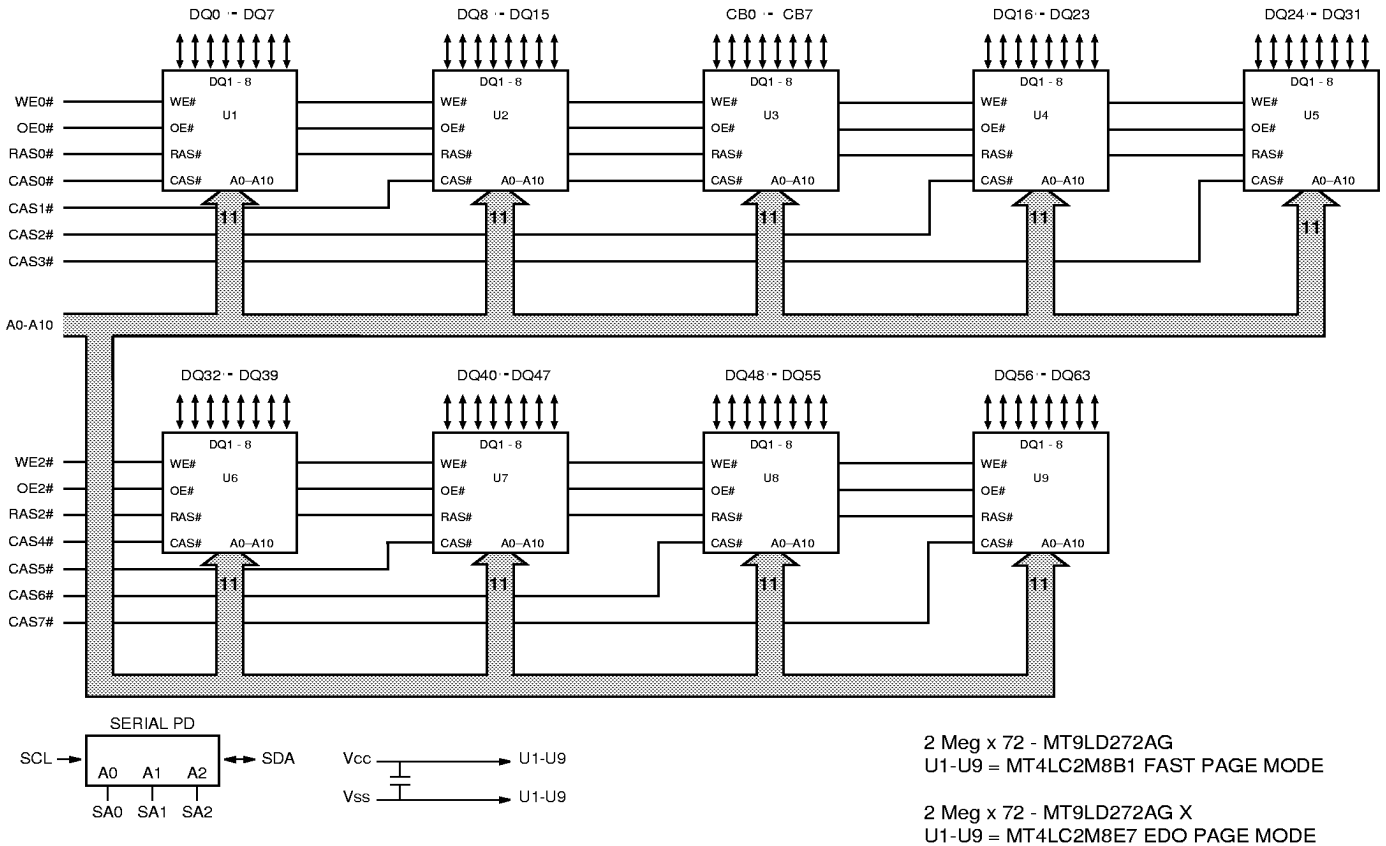 DQ0 - DQ7 DQ8 - DQ15 CB0 - CB7 DQ16 - DQ23 DQ24 - DQ31
DQ1 - 8 DQ1 - 8 DQ1 - 8 DQ1 - 8 DQ1 - 8
WE0# WE# WE# WE# WE# WE#
U1 U2 U3 U4 U5
OE0# OE# OE# OE# OE# OE#
RAS0# RAS# RAS# RAS# RAS# RAS#
CAS0# CAS# A0–A10 CAS# A0–A10 CAS# A0–A10 CAS# A0–A10 CAS# A0–A10
CAS1#
11 11 11 11 11
CAS2#
CAS3#
A0-A10
DQ32 - DQ39 DQ40 - DQ47 DQ48 - DQ55 DQ56 - DQ63
DQ1 - 8 DQ1 - 8 DQ1 - 8 DQ1 - 8
WE2# WE# WE# WE# WE#
U6 U7 U8 U9
OE2# OE# OE# OE# OE#
RAS2# RAS# RAS# RAS# RAS#
CAS4# CAS# A0–A10 CAS# A0–A10 CAS# A0–A10 CAS# A0–A10
CAS5#
11 11 11 11
CAS6#
CAS7#
SERIAL PD
SCL SDA
A0 A1 A2
SA0 SA1 SA2
Vcc U1-U9
Vss U1-U9
2 Meg x 72 - MT9LD272AG
U1-U9 = MT4LC2M8B1 FAST PAGE MODE
2 Meg x 72 - MT9LD272AG X
U1-U9 = MT4LC2M8E7 EDO PAGE MODE